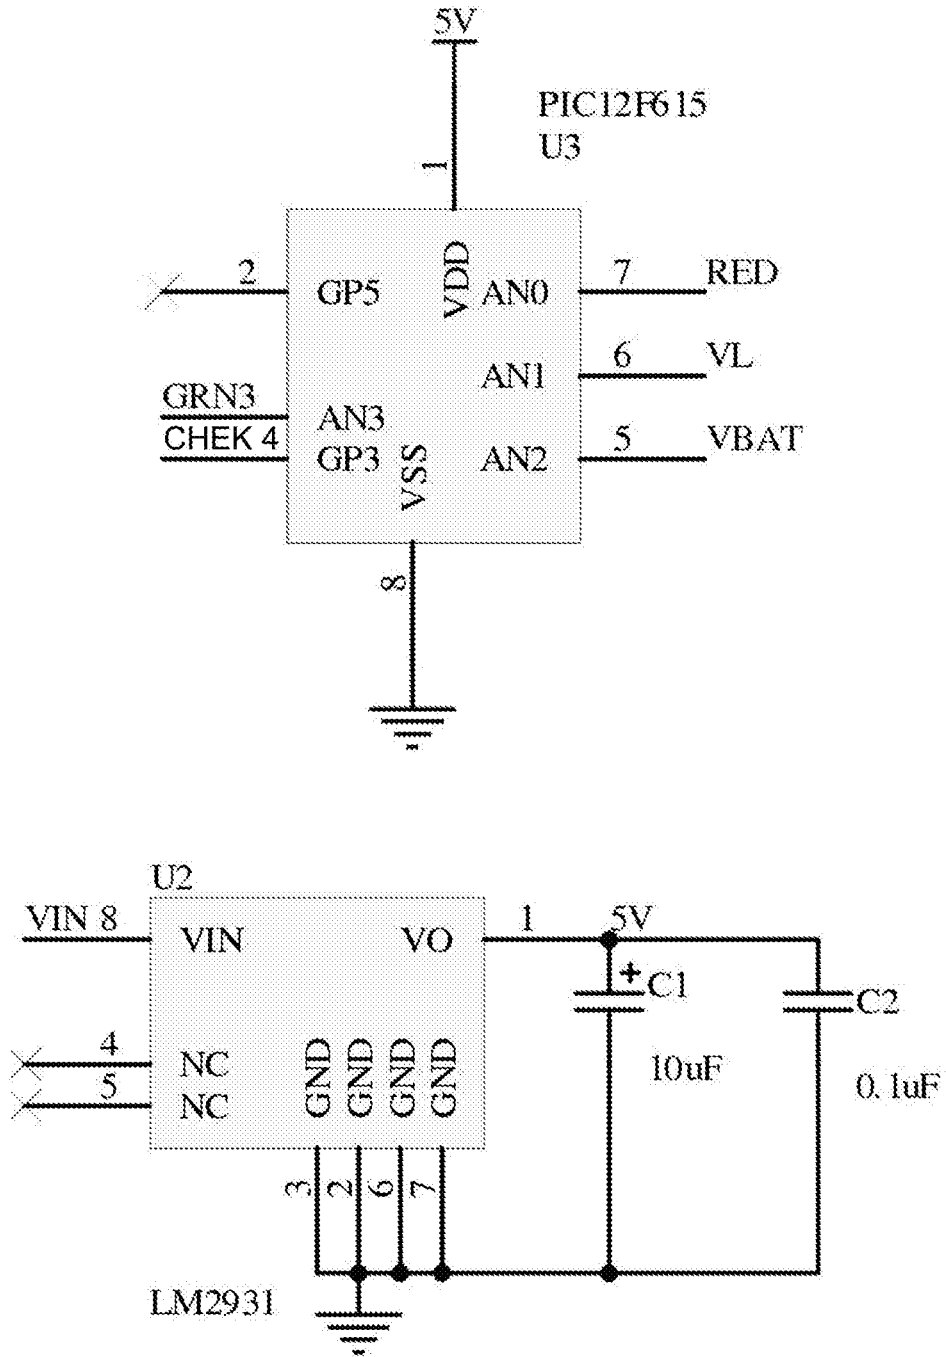 5V
PIC12F615
U3
1
2
GP5
VDD
AN0
7
RED
AN1
6
VL
GRN3
AN3
CHEK 4
GP3
VSS
AN2
5
VBAT
8
U2
VIN 8
VIN
VO
1
5V
C1
C2
10uF
0.1uF
4
NC
5
NC
GND
GND
GND
GND
3
2
6
7
LM2931